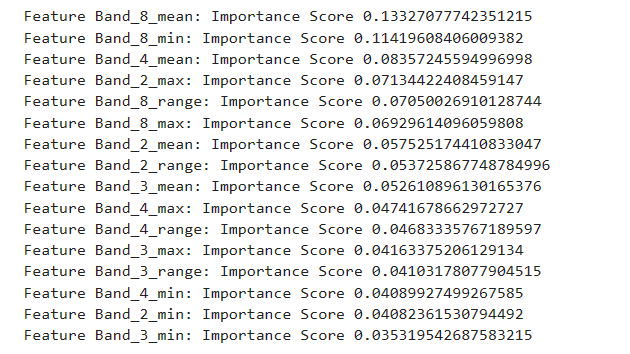 Feature Band_8_mean: Importance Score 0.13327077742351215
Feature Band_8_min: Importance Score 0.11419608406009382
Feature Band_4_mean: Importance Score 0.08357245594996998
Feature Band_2_max: Importance Score 0.07134422408459147
Feature Band_8_range: Importance Score 0.07050026910128744
Feature Band_8_max: Importance Score 0.06929614096059808
Feature Band_2_mean: Importance Score 0.057525174410833047
Feature Band_2_range: Importance Score 0.053725867748784996
Feature Band_3_mean: Importance Score 0.052610896130165376
Feature Band_4_max: Importance Score 0.04741678662972727
Feature Band_4_range: Importance Score 0.04683335767189597
Feature Band_3_max: Importance Score 0.04163375206129134
Feature Band_3_range: Importance Score 0.04103178077904515
Feature Band_4_min: Importance Score 0.04089927499267585
Feature Band_2_min: Importance Score 0.04082361530794492
Feature Band_3_min: Importance Score 0.035319542687583215